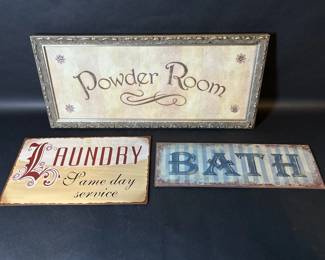 Powder Room
LAUNDRY
Same day
service
BATH